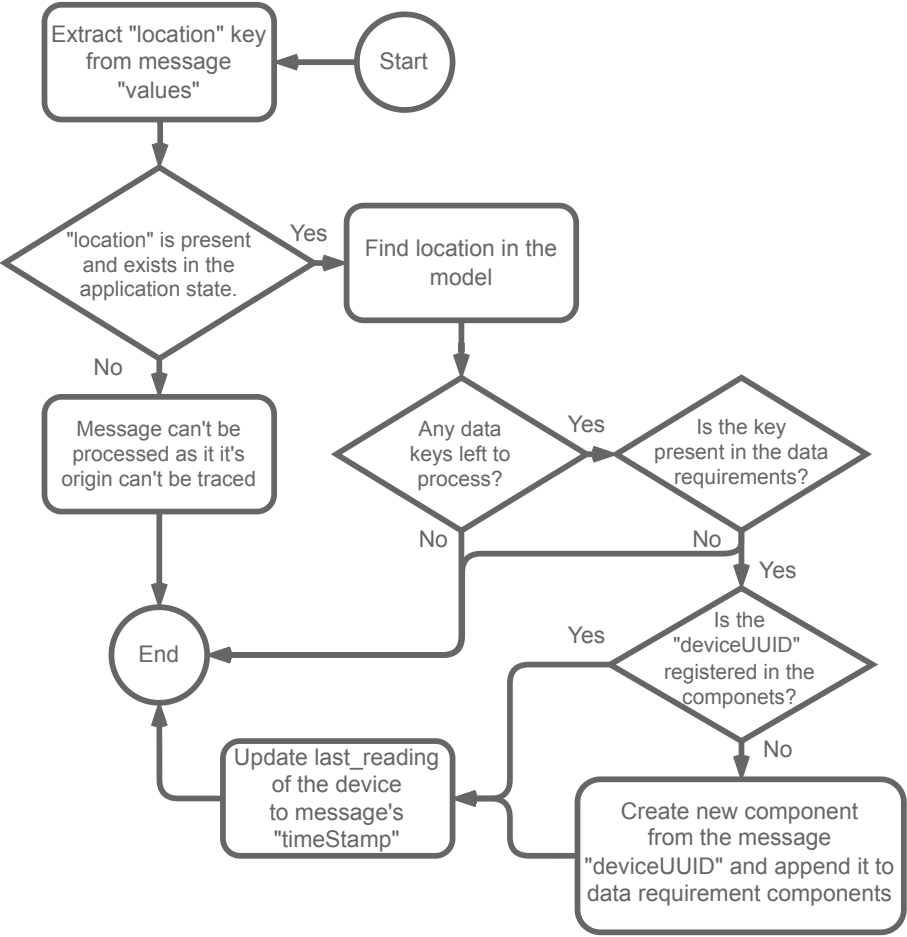 Extract "location" key
from message
"values"
Start
"location" is present
and exists in the
application state.
Yes
Find location in the
model
No
Message can't be
processed as it it's
origin can't be traced
Any data
keys left to
process?
Yes
Is the key
present in the data
requirements?
No
No
Yes
End
Is the
"deviceUUID"
registered in the
componets?
Yes
No
Update last_reading
of the device
to message's
"timeStamp"
Create new component
from the message
"deviceUUID" and append it to
data requirement components